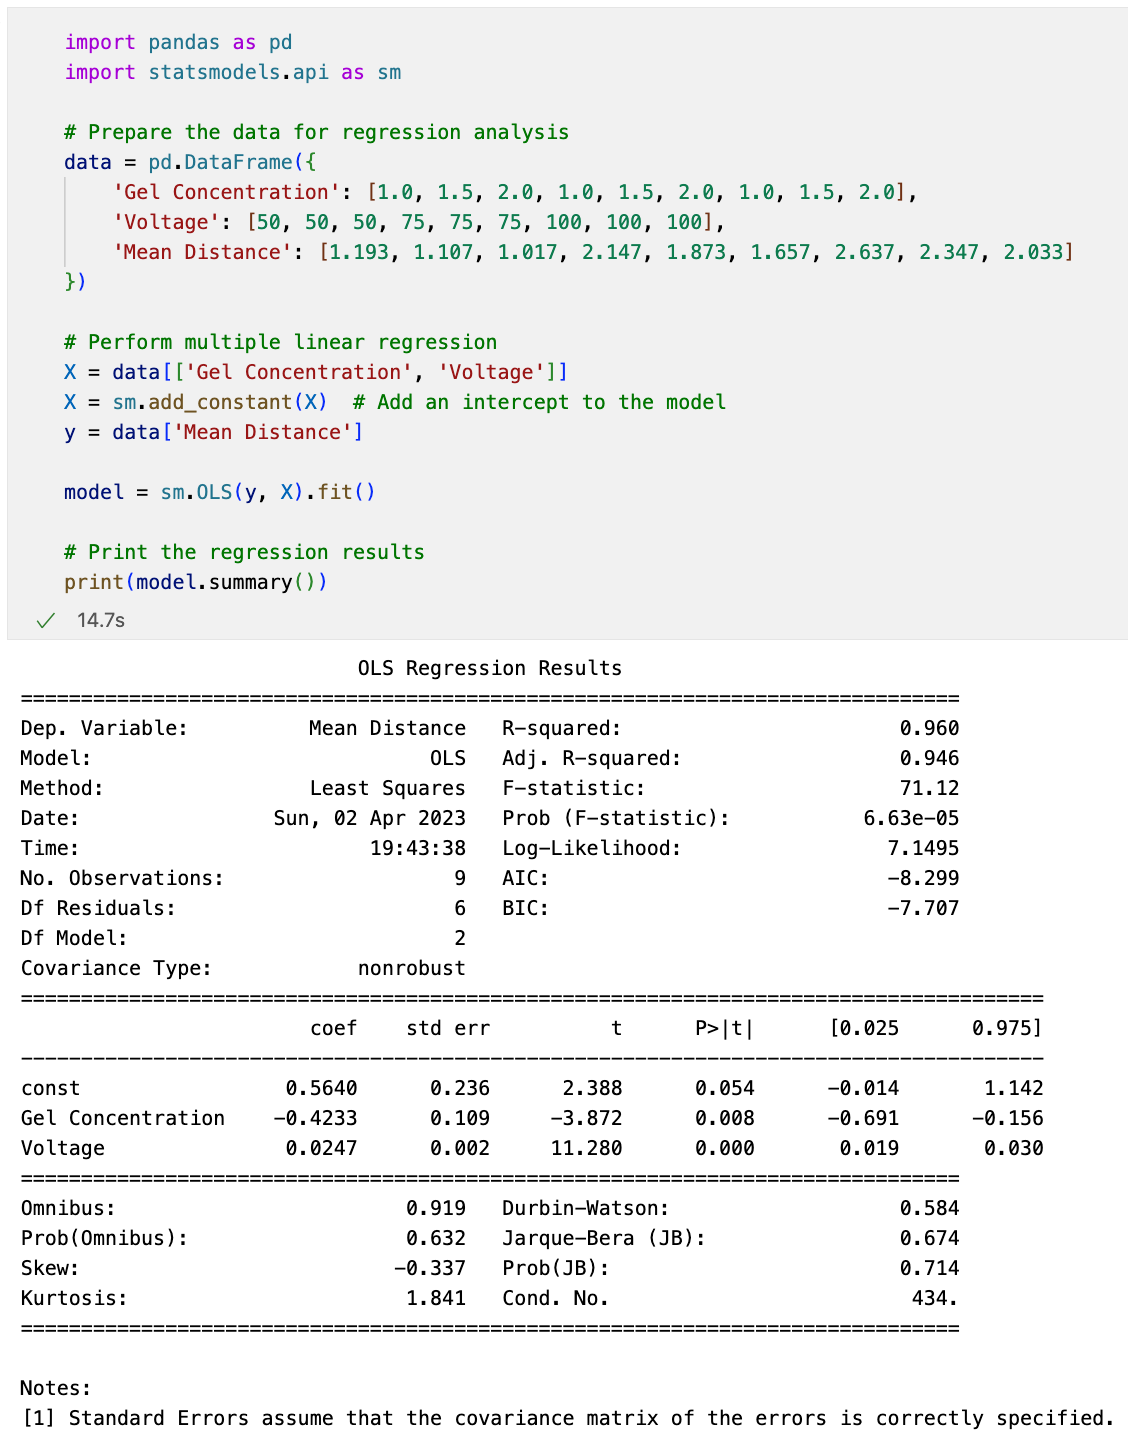 import pandas as pd
import statsmodels.api as sm
# Prepare the data for regression analysis
data = pd.DataFrame({
    'Gel Concentration': [1.0, 1.5, 2.0, 1.0, 1.5, 2.0, 1.0, 1.5, 2.0],
    'Voltage': [50, 50, 50, 75, 75, 75, 100, 100, 100],
    'Mean Distance': [1.193, 1.107, 1.017, 2.147, 1.873, 1.657, 2.637, 2.347, 2.033]
})
# Perform multiple linear regression
X = data[['Gel Concentration', 'Voltage']]
X = sm.add_constant(X)  # Add an intercept to the model
y = data['Mean Distance']
model = sm.OLS(y, X).fit()
# Print the regression results
print(model.summary())
✓ 14.7s
                            OLS Regression Results
==============================================================================
Dep. Variable:          Mean Distance   R-squared:                       0.960
Model:                            OLS   Adj. R-squared:                  0.946
Method:                 Least Squares   F-statistic:                     71.12
Date:                Sun, 02 Apr 2023   Prob (F-statistic):           6.63e-05
Time:                        19:43:38   Log-Likelihood:                 7.1495
No. Observations:                   9   AIC:                            -8.299
Df Residuals:                       6   BIC:                            -7.707
Df Model:                           2
Covariance Type:            nonrobust
=====================================================================================
                        coef    std err          t      P>|t|      [0.025      0.975]
-------------------------------------------------------------------------------------
const                 0.5640      0.236      2.388      0.054      -0.014       1.142
Gel Concentration    -0.4233      0.109     -3.872      0.008      -0.691      -0.156
Voltage               0.0247      0.002     11.280      0.000       0.019       0.030
==============================================================================
Omnibus:                        0.919   Durbin-Watson:                   0.584
Prob(Omnibus):                  0.632   Jarque-Bera (JB):                0.674
Skew:                          -0.337   Prob(JB):                        0.714
Kurtosis:                       1.841   Cond. No.                         434.
==============================================================================
Notes:
[1] Standard Errors assume that the covariance matrix of the errors is correctly specified.